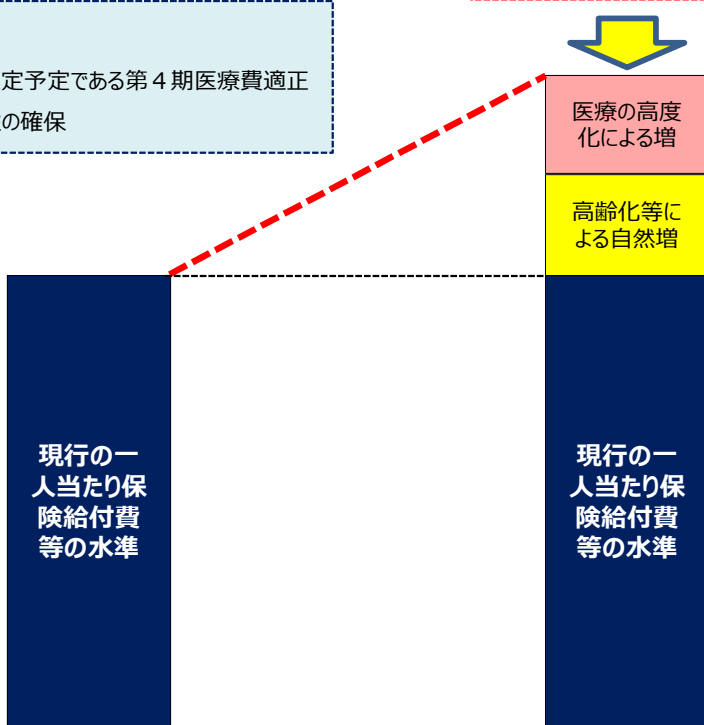 定予定である第４期医療費適正
の確保
医療の高度
化による増
高齢化等に
よる自然増
現行の一
人当たり保
険給付費
等の水準
現行の一
人当たり保
険給付費
等の水準